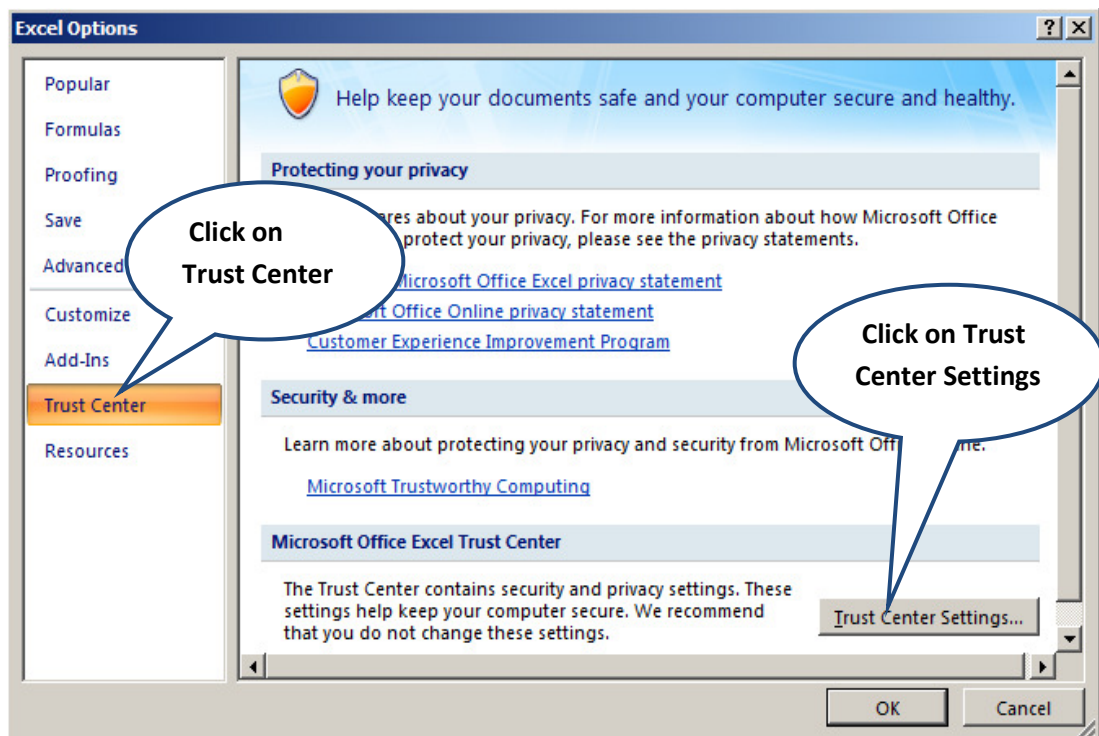 Excel Options
Popular
Formulas
Proofing
Save
Advanced
Customize
Add-Ins
Trust Center
Resources
Help keep your documents safe and your computer secure and healthy.
Protecting your privacy
about your privacy. For more information about how Microsoft Office
protect your privacy, please see the privacy statements.
Microsoft Office Excel privacy statement
Office Online privacy statement
Customer Experience Improvement Program
Click on
Trust Center
Security & more
Learn more about protecting your privacy and security from Microsoft
Microsoft Trustworthy Computing
Click on Trust
Center Settings
Microsoft Office Excel Trust Center
The Trust Center contains security and privacy settings. These
settings help keep your computer secure. We recommend
that you do not change these settings.
Trust Center Settings...
OK
Cancel